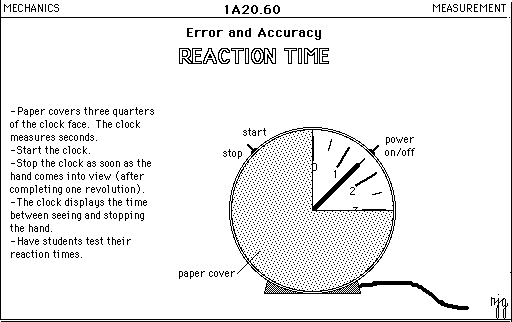 MECHANICS
1A20.60
MEASUREMENT
Error and Accuracy
REACTION TIME
-Paper covers three quarters
of the clock face. The clock
measures seconds.
-Start the clock.
-Stop the clock as soon as the
hand comes into view (after
completing one revolution).
-The clock displays the time
between seeing and stopping
the hand.
-Have students test their
reaction times.
start
stop
power
on/off
0
1
2
3
paper cover